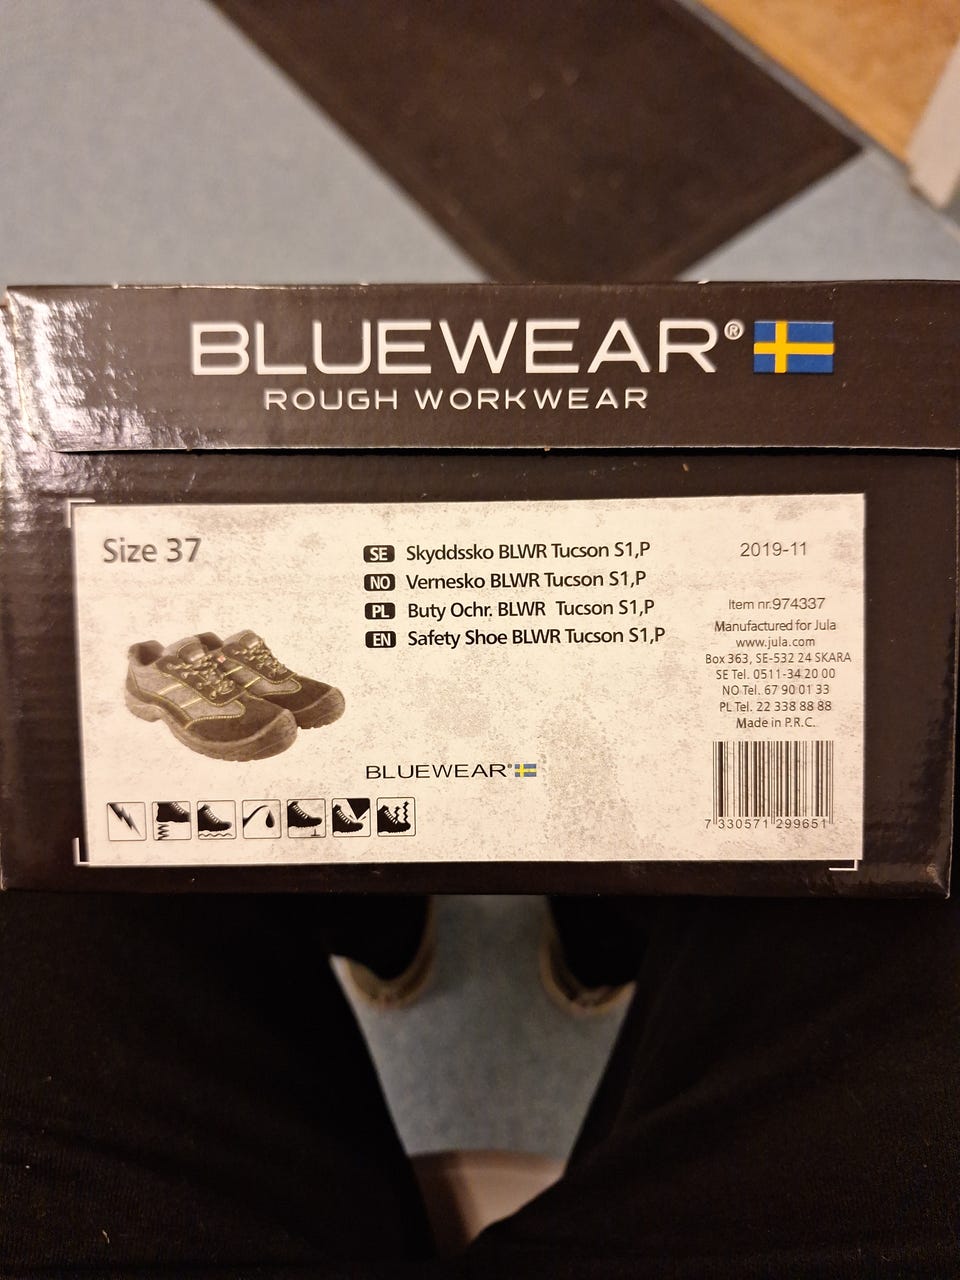 BLUEWEAR®
ROUGH WORKWEAR
Size 37
SE Skyddssko BLWR Tucson S1,P
NO Vernesko BLWR Tucson S1,P
PL Buty Ochr. BLWR Tucson S1,P
EN Safety Shoe BLWR Tucson S1,P
BLUEWEAR®
2019-11
Item nr.974337
Manufactured for Jula
www.jula.com
Box 363, SE-532 24 SKARA
SE Tel. 0511-34 20 00
NO Tel. 67 90 01 33
PL Tel. 22 338 88 88
Made in P.R.C.
7 330571 299651